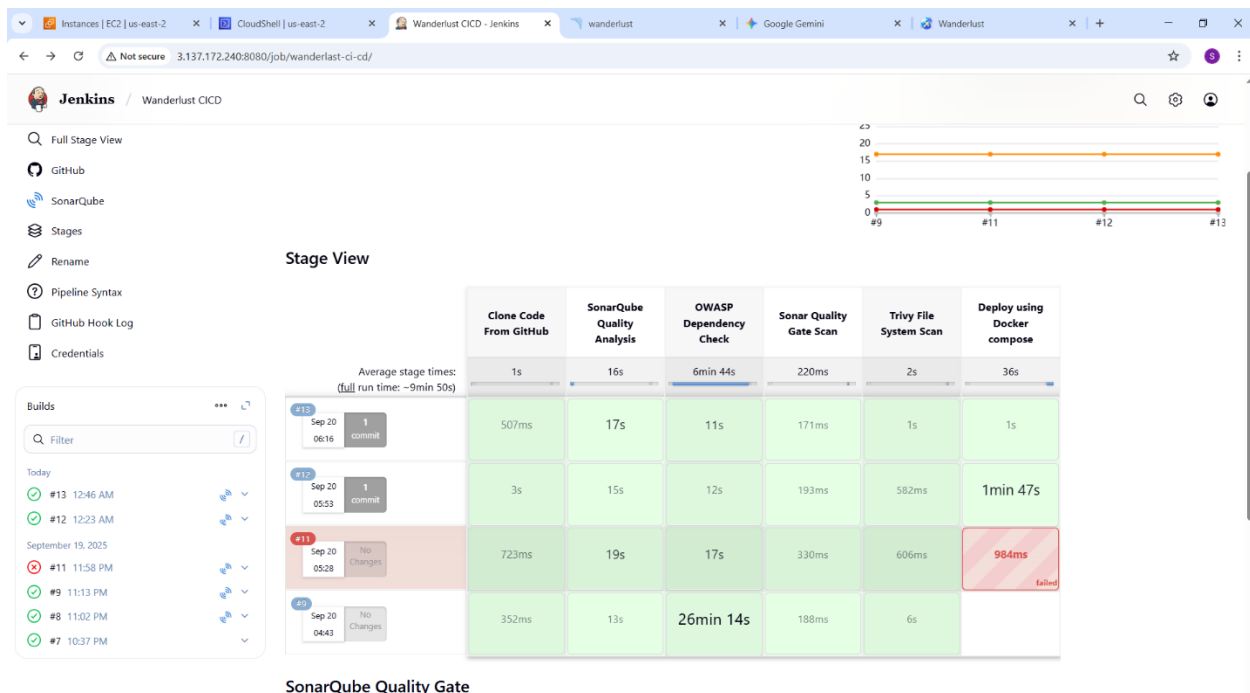 Instances | EC2 | us-east-2
CloudShell | us-east-2
Wanderlust CICD - Jenkins
wanderlust
Google Gemini
Wanderlust
Not secure 3.137.172.240:8080/job/wanderlast-ci-cd/
Jenkins / Wanderlust CICD
Full Stage View
GitHub
SonarQube
Stages
Rename
Pipeline Syntax
GitHub Hook Log
Credentials
Builds
Filter /
Today
#13 12:46 AM
#12 12:23 AM
September 19, 2025
#11 11:58 PM
#9 11:13 PM
#8 11:02 PM
#7 10:37 PM
25
20
15
10
5
0
#9 #11 #12 #13
Stage View
Clone Code
From GitHub
SonarQube
Quality
Analysis
OWASP
Dependency
Check
Sonar Quality
Gate Scan
Trivy File
System Scan
Deploy using
Docker
compose
Average stage times:
(full run time: ~9min 50s)
1s 16s 6min 44s 220ms 2s 36s
#13
Sep 20
06:16
1
commit
507ms 17s 11s 171ms 1s 1s
#12
Sep 20
05:53
1
commit
3s 15s 12s 193ms 582ms 1min 47s
#11
Sep 20
05:28
No
Changes
723ms 19s 17s 330ms 606ms 984ms
failed
#9
Sep 20
04:43
No
Changes
352ms 13s 26min 14s 188ms 6s
SonarQube Quality Gate
S